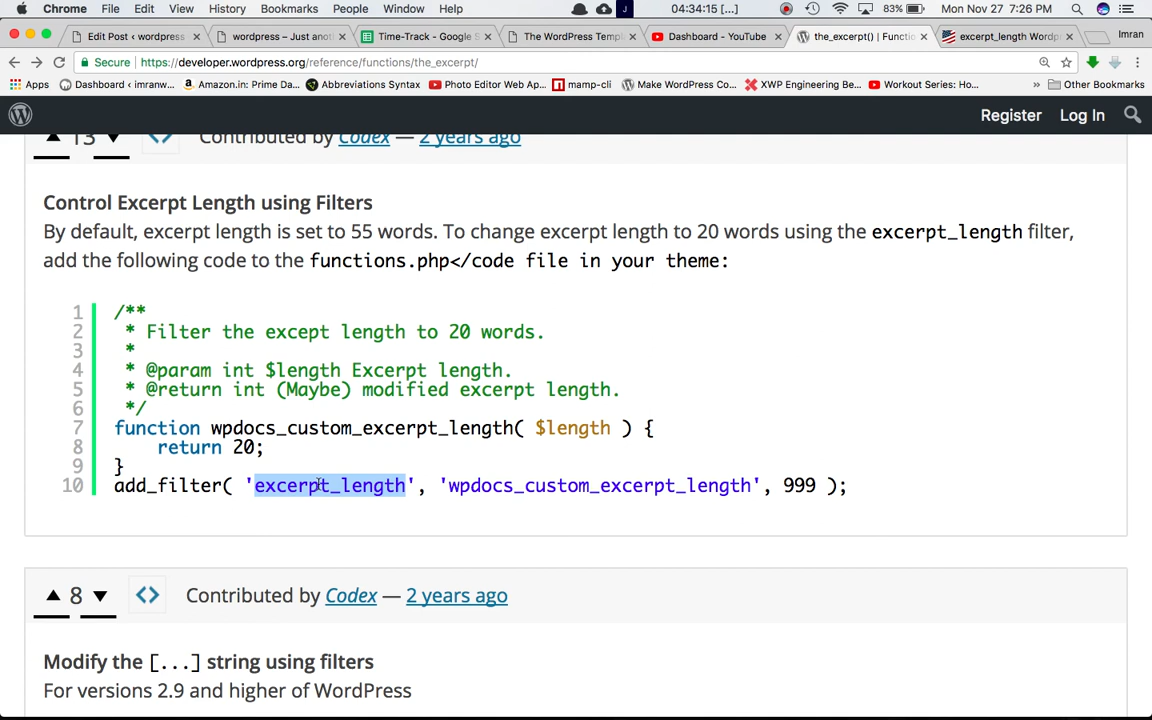 Chrome File Edit View History Bookmarks People Window Help 04:34:15 [...] 83% Mon Nov 27 7:26 PM
Edit Post ‹ wordpress × wordpress – Just anot × Time-Track - Google S × The WordPress Templ × Dashboard - YouTube × the_excerpt() | Functio × excerpt_length Wordpr × Imran
Secure https://developer.wordpress.org/reference/functions/the_excerpt/
Apps Dashboard ‹ imranw... Amazon.in: Prime Da... Abbreviations Syntax Photo Editor Web Ap... mamp-cli Make WordPress Co... XWP Engineering Be... Workout Series: Ho... » Other Bookmarks
Register Log In
13 Contributed by Codex — 2 years ago
Control Excerpt Length using Filters
By default, excerpt length is set to 55 words. To change excerpt length to 20 words using the excerpt_length filter,
add the following code to the functions.php</code file in your theme:
1 /**
2 * Filter the except length to 20 words.
3 *
4 * @param int $length Excerpt length.
5 * @return int (Maybe) modified excerpt length.
6 */
7 function wpdocs_custom_excerpt_length( $length ) {
8 return 20;
9 }
10 add_filter( 'excerpt_length', 'wpdocs_custom_excerpt_length', 999 );
8 Contributed by Codex — 2 years ago
Modify the [...] string using filters
For versions 2.9 and higher of WordPress